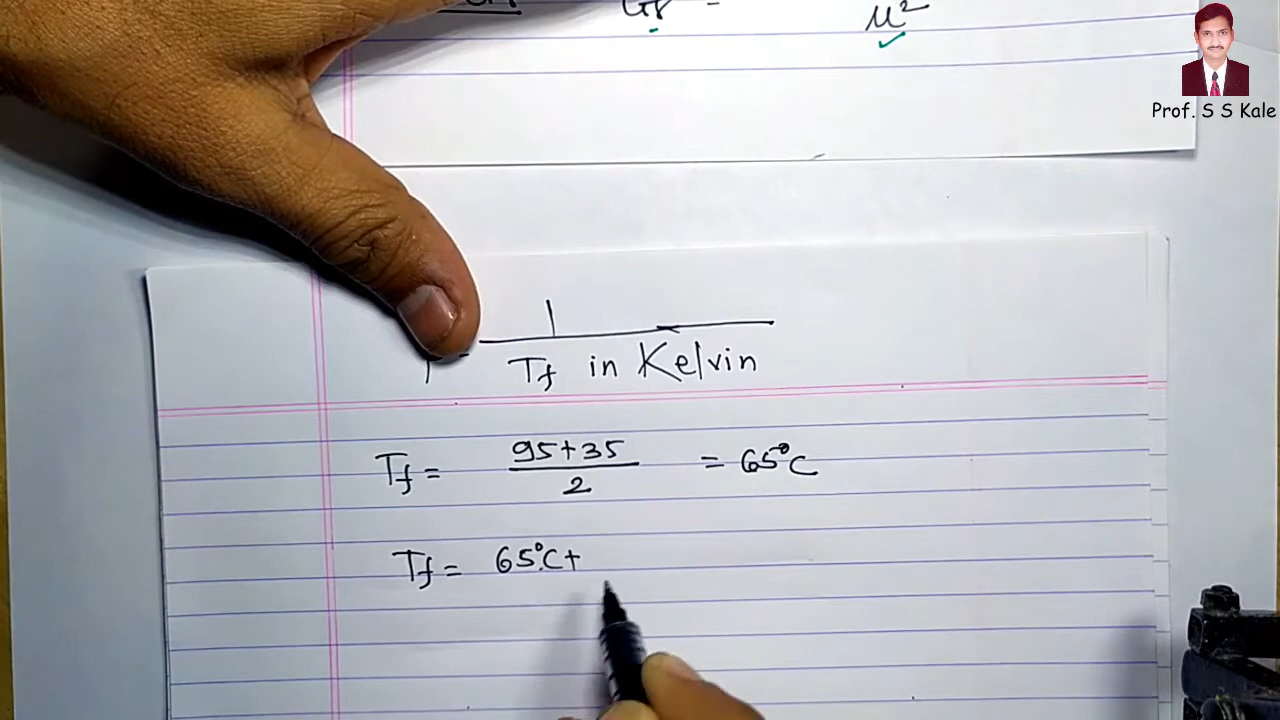 Gr =
μ²
Prof. S S Kale
1
Tf in Kelvin
Tf = 95+35 = 65°C
2
Tf = 65°C+